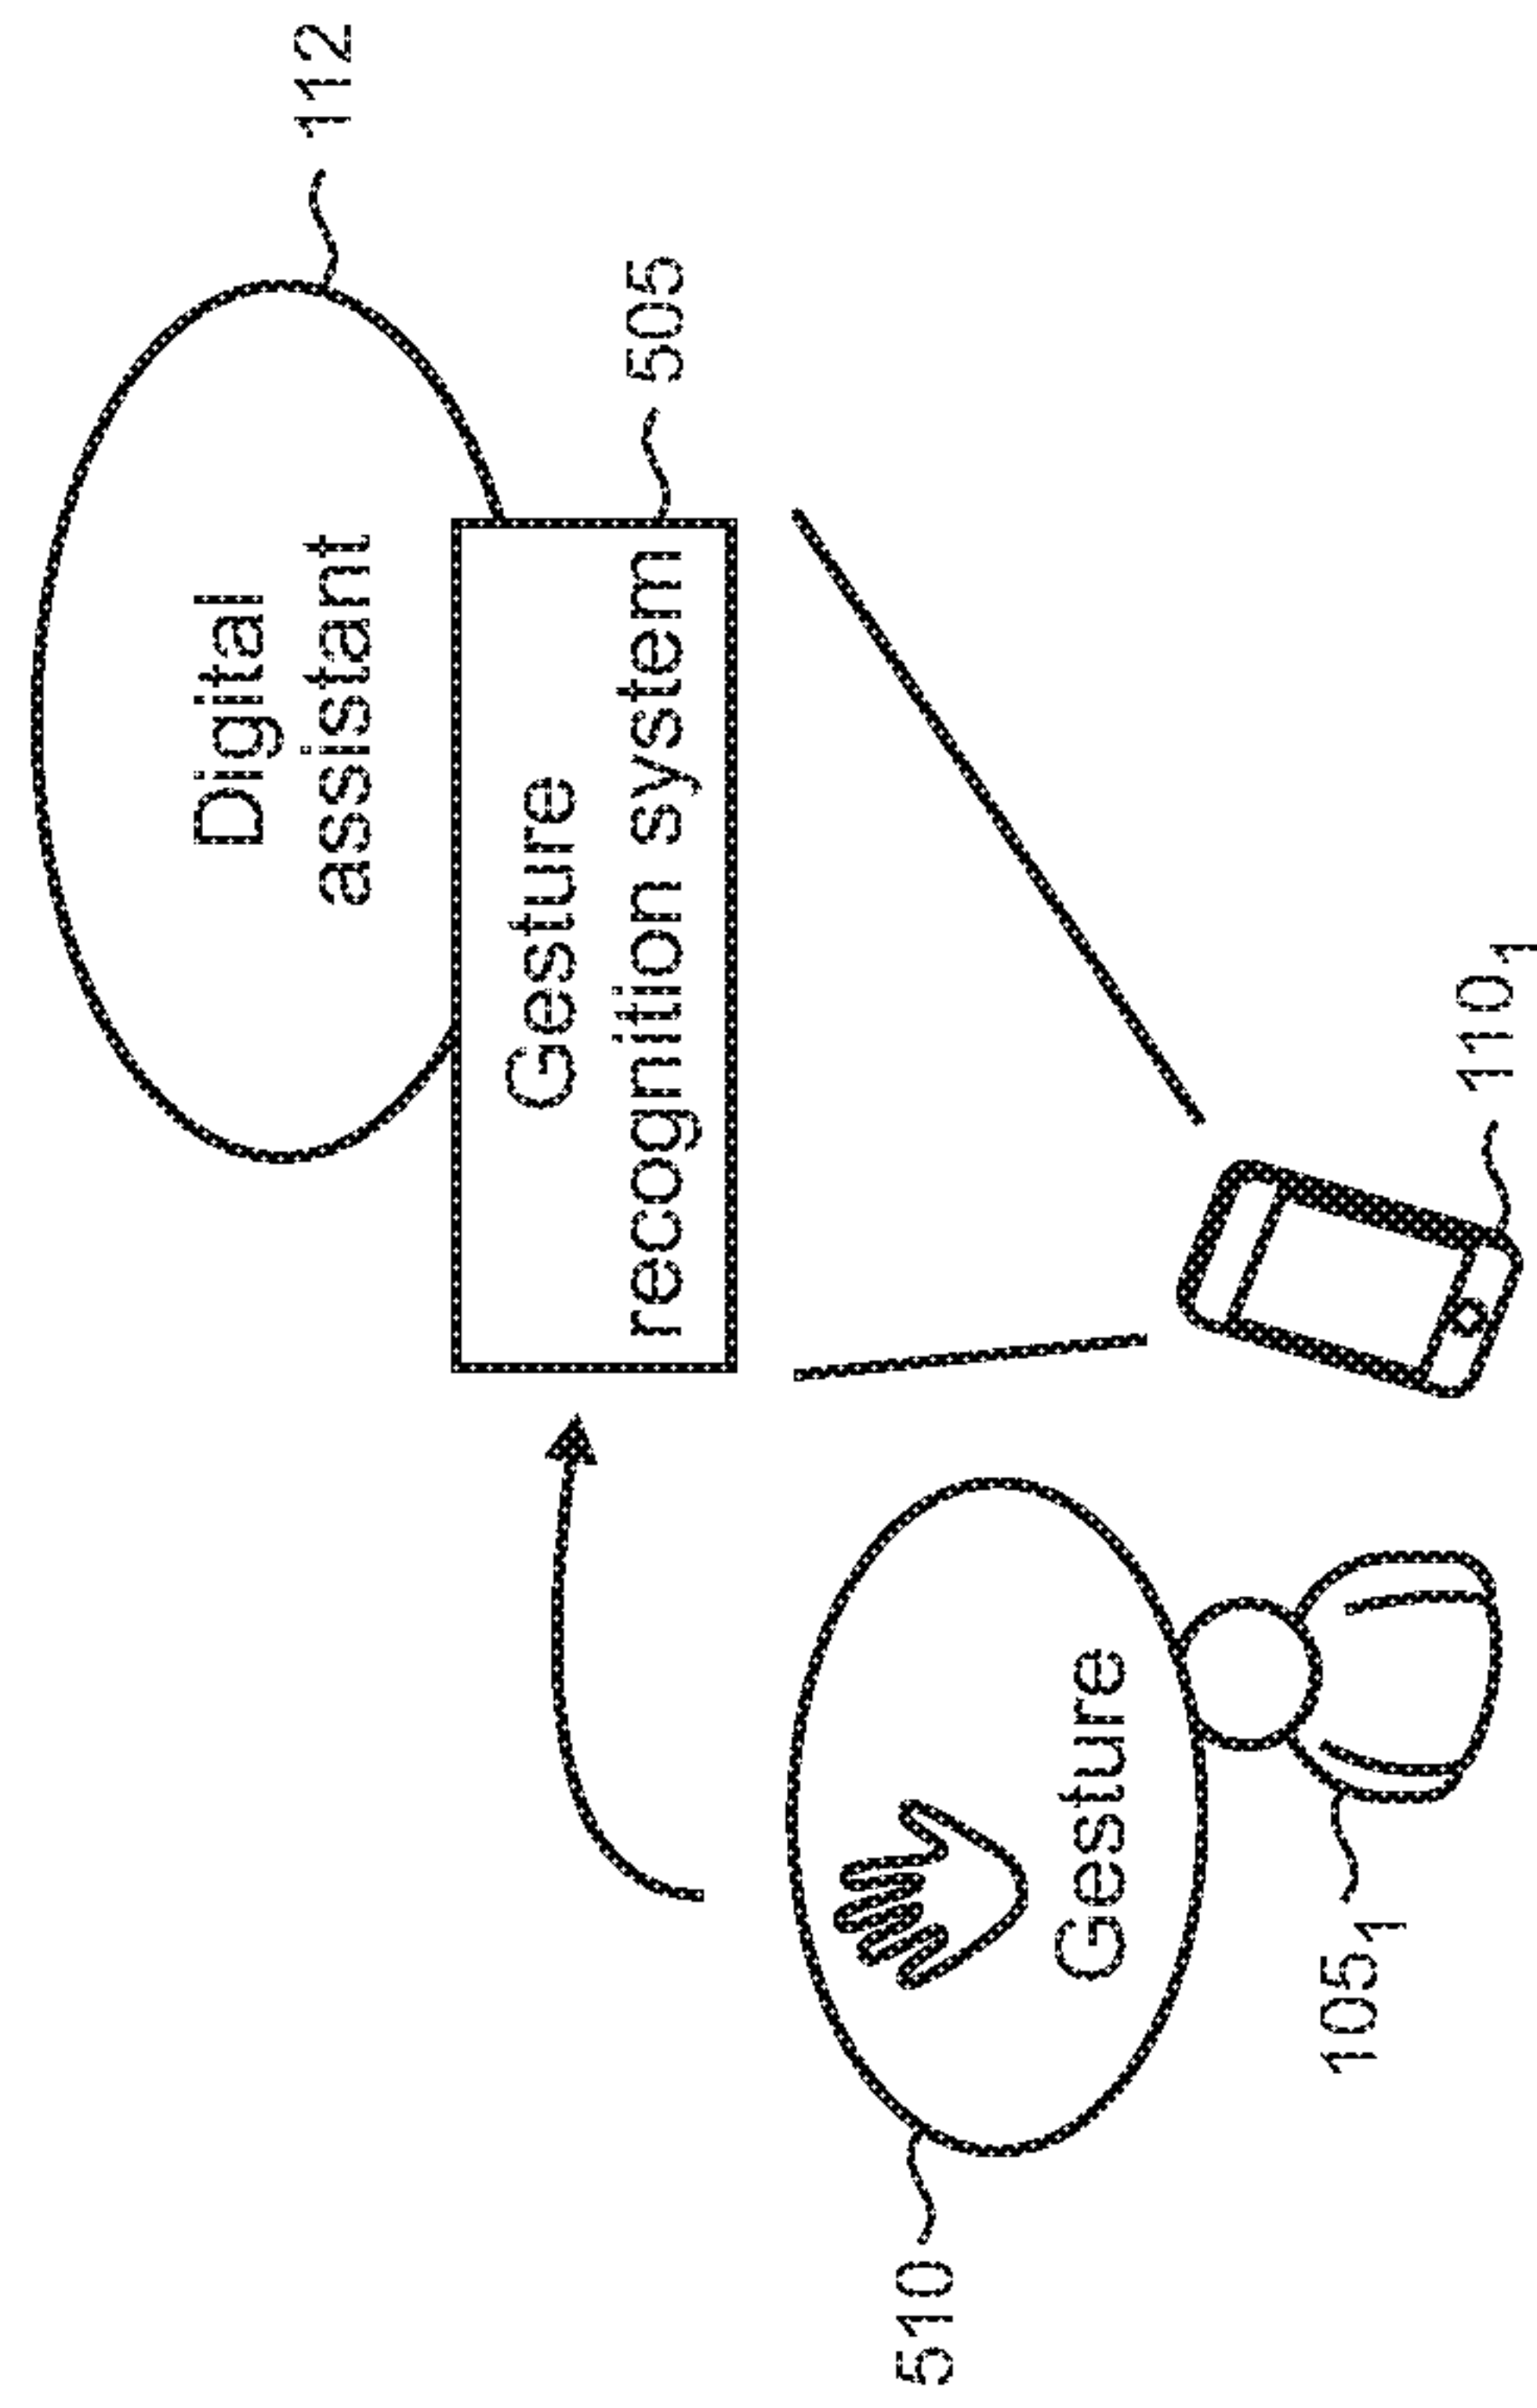 Digital
assistant
112
Gesture
recognition system
505
510
Gesture
105₁
110₁